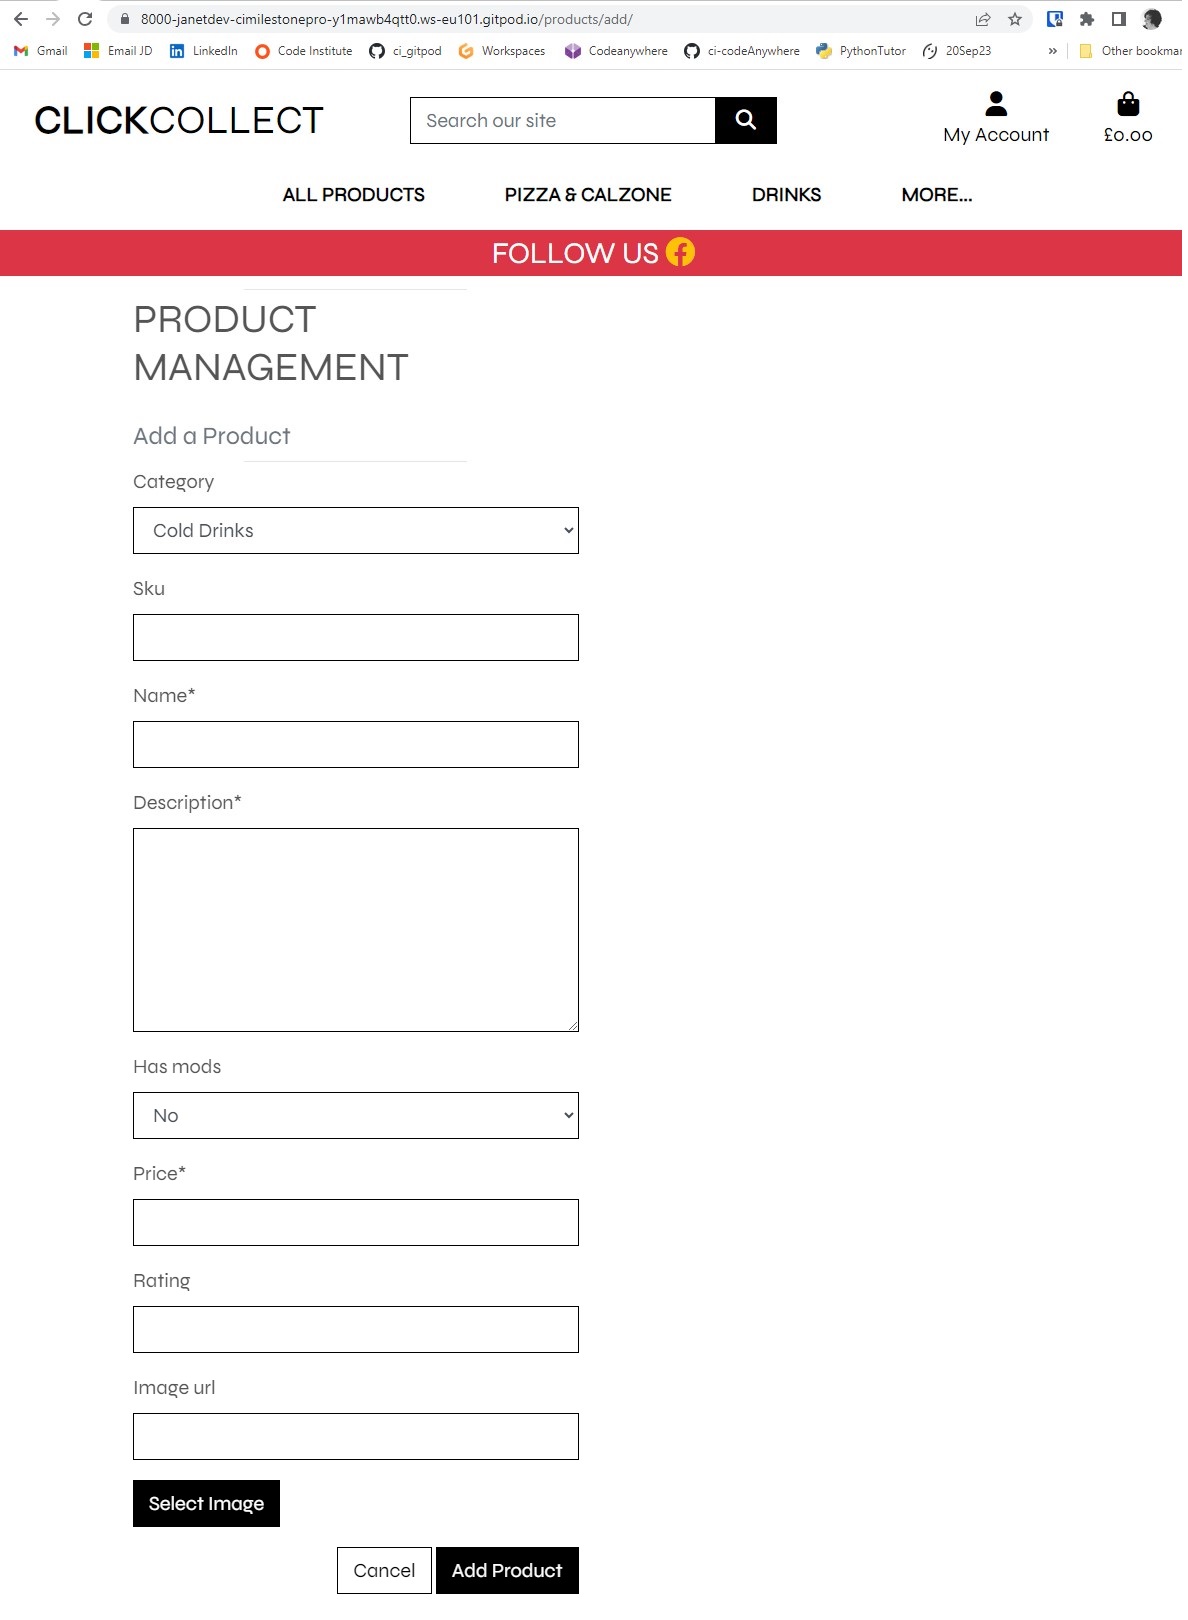 8000-janetdev-cimilestonepro-y1mawb4qtt0.ws-eu101.gitpod.io/products/add/
Gmail Email JD LinkedIn Code Institute ci_gitpod Workspaces Codeanywhere ci-codeAnywhere PythonTutor 20Sep23 » Other bookmar
CLICKCOLLECT Search our site My Account £0.00
ALL PRODUCTS PIZZA & CALZONE DRINKS MORE...
FOLLOW US
PRODUCT
MANAGEMENT
Add a Product
Category
Cold Drinks
Sku
Name*
Description*
Has mods
No
Price*
Rating
Image url
Select Image
Cancel Add Product